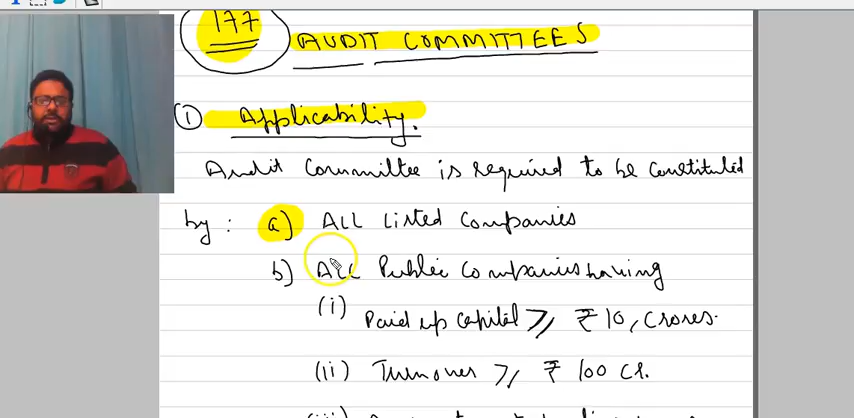 177 AUDIT COMMITTEES
① Applicability.
Audit Committee is required to be constituted
by : a) ALL Listed Companies
b) ALL Public Companies having
(i) Paid up capital ⩾ ₹ 10, crores.
(ii) Turnover ⩾ ₹ 100 Cr.
(iii)